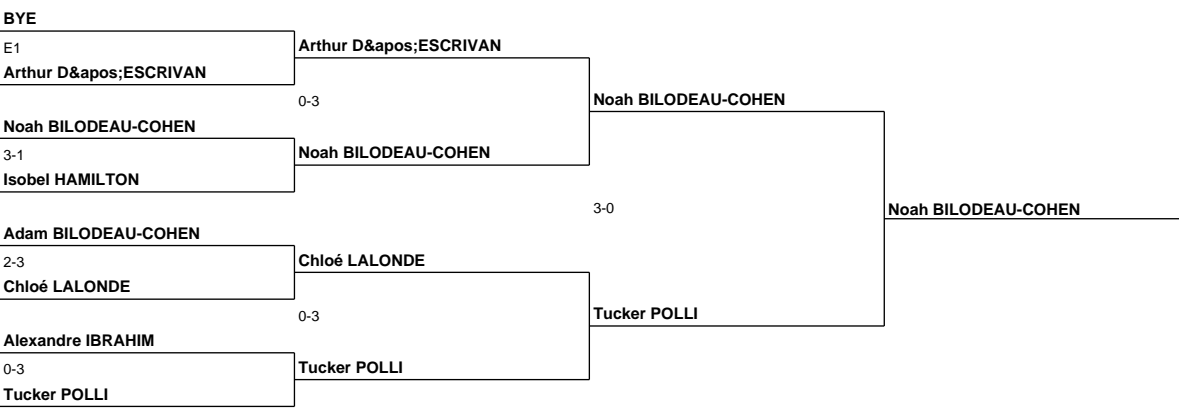 BYE
E1
Arthur D&apos;ESCRIVAN
Arthur D&apos;ESCRIVAN
0-3
Noah BILODEAU-COHEN
Noah BILODEAU-COHEN
3-1
Noah BILODEAU-COHEN
Isobel HAMILTON
3-0
Noah BILODEAU-COHEN
Adam BILODEAU-COHEN
2-3
Chloé LALONDE
Chloé LALONDE
0-3
Tucker POLLI
Alexandre IBRAHIM
0-3
Tucker POLLI
Tucker POLLI